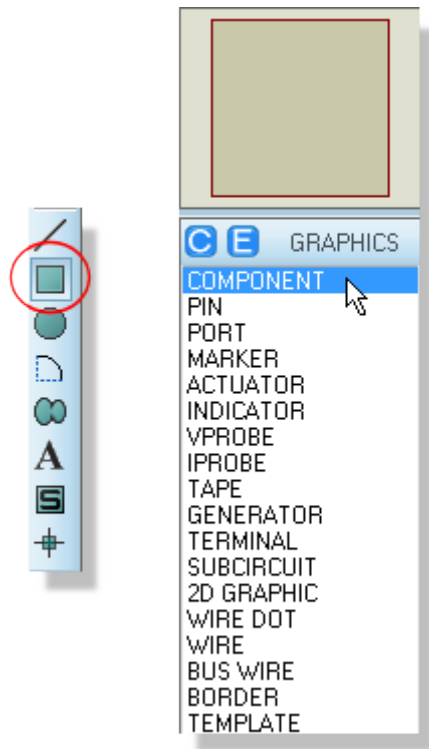 C E GRAPHICS
COMPONENT
PIN
PORT
MARKER
ACTUATOR
INDICATOR
VPROBE
IPROBE
TAPE
GENERATOR
TERMINAL
SUBCIRCUIT
2D GRAPHIC
WIRE DOT
WIRE
BUS WIRE
BORDER
TEMPLATE
A
S